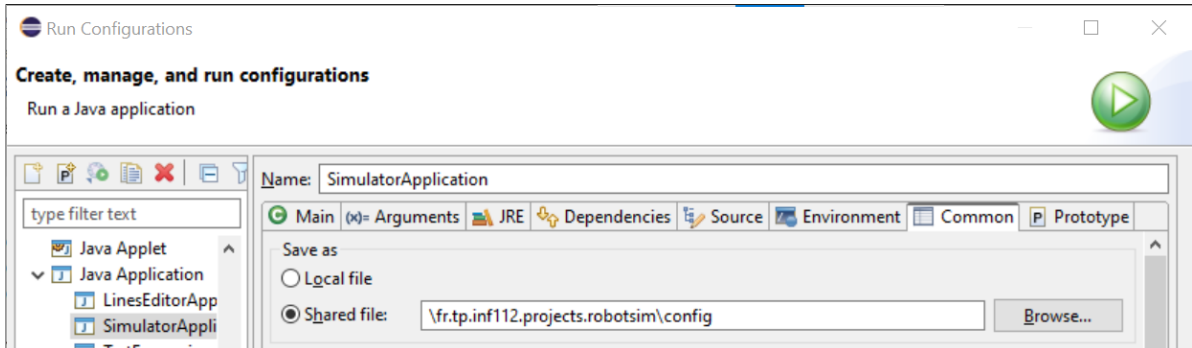 Run Configurations
Create, manage, and run configurations
Run a Java application
Name: SimulatorApplication
type filter text
Main (x)= Arguments JRE Dependencies Source Environment Common P Prototype
Java Applet
Java Application
LinesEditorApp
SimulatorAppli
Save as
Local file
Shared file: \fr.tp.inf112.projects.robotsim\config Browse...